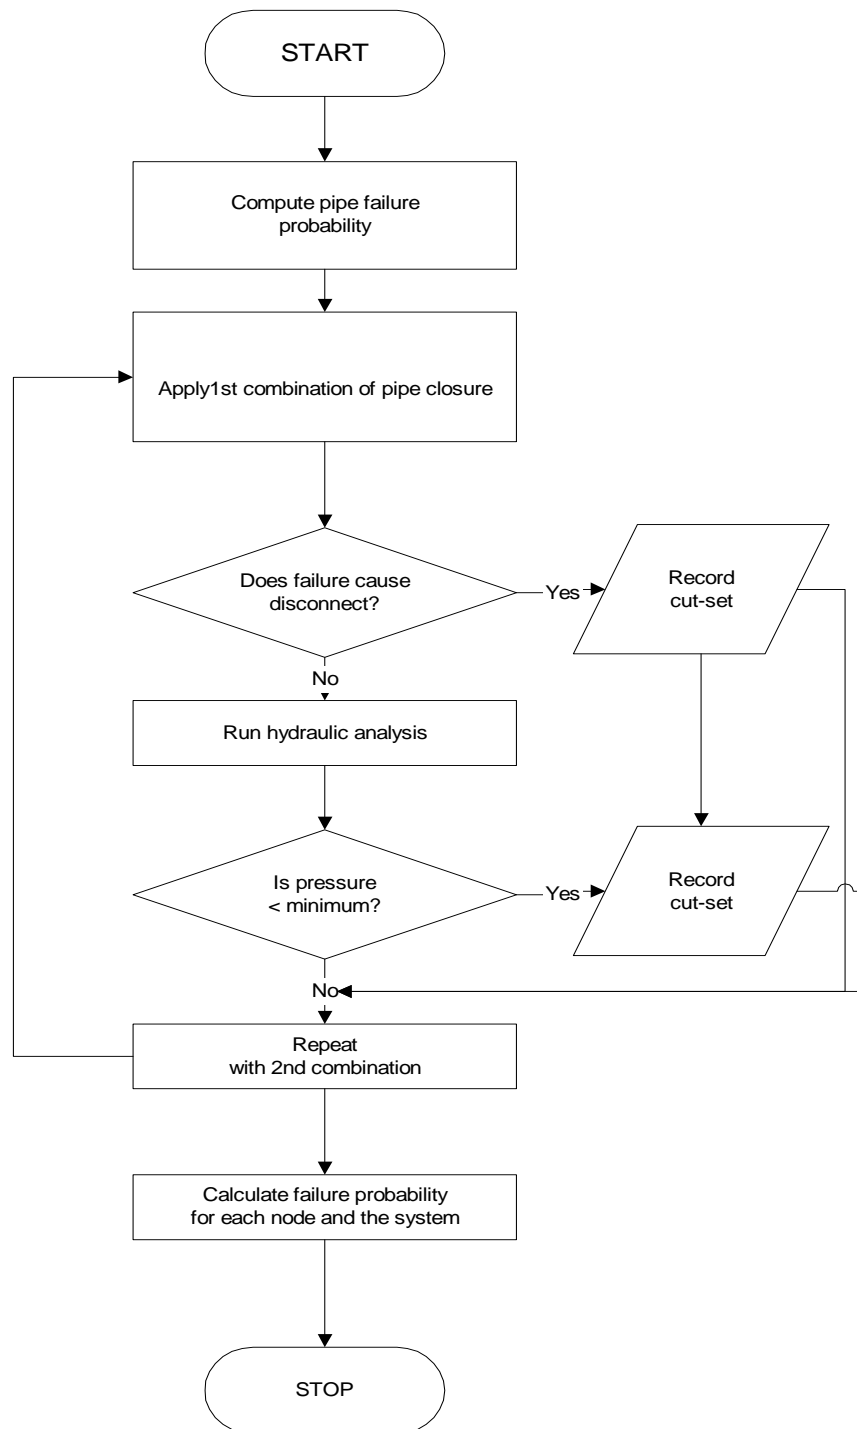 START
Compute pipe failure
probability
Apply1st combination of pipe closure
Does failure cause
disconnect?
Yes
Record
cut-set
No
Run hydraulic analysis
Is pressure
< minimum?
Yes
Record
cut-set
No
Repeat
with 2nd combination
Calculate failure probability
for each node and the system
STOP